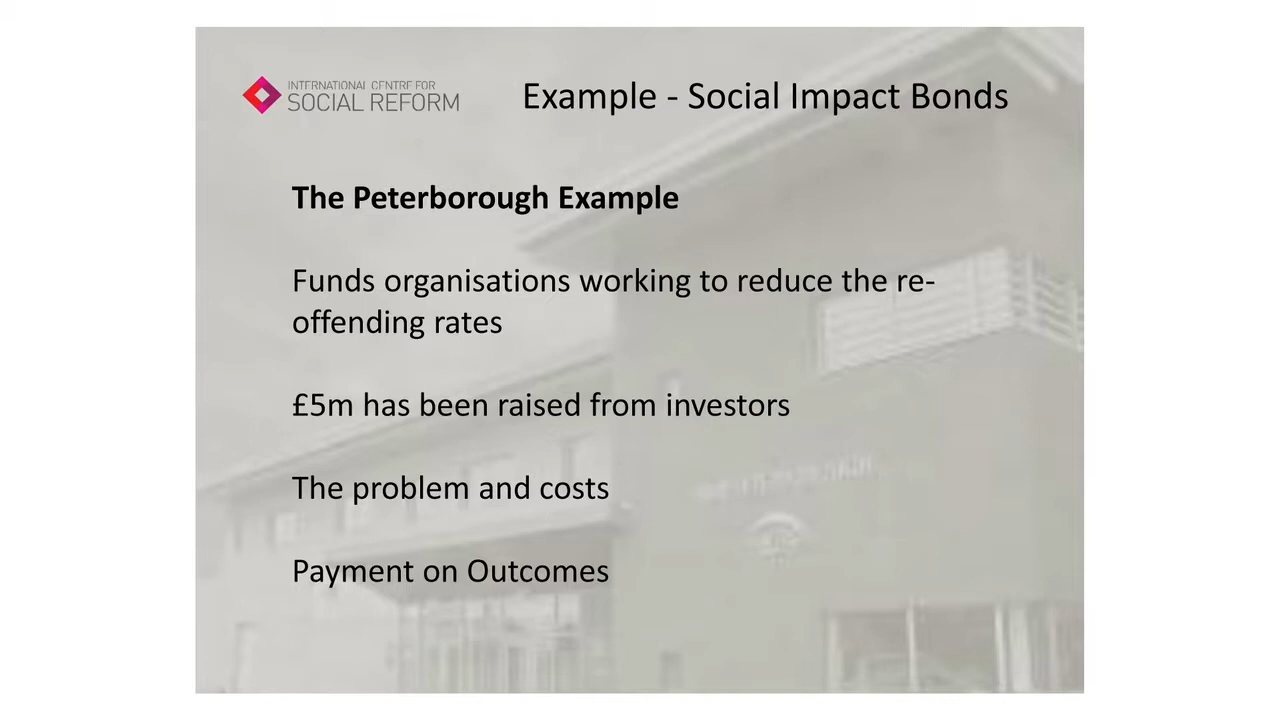 INTERNATIONAL CENTRE FOR
SOCIAL REFORM
Example - Social Impact Bonds
The Peterborough Example
Funds organisations working to reduce the re-
offending rates
£5m has been raised from investors
The problem and costs
Payment on Outcomes